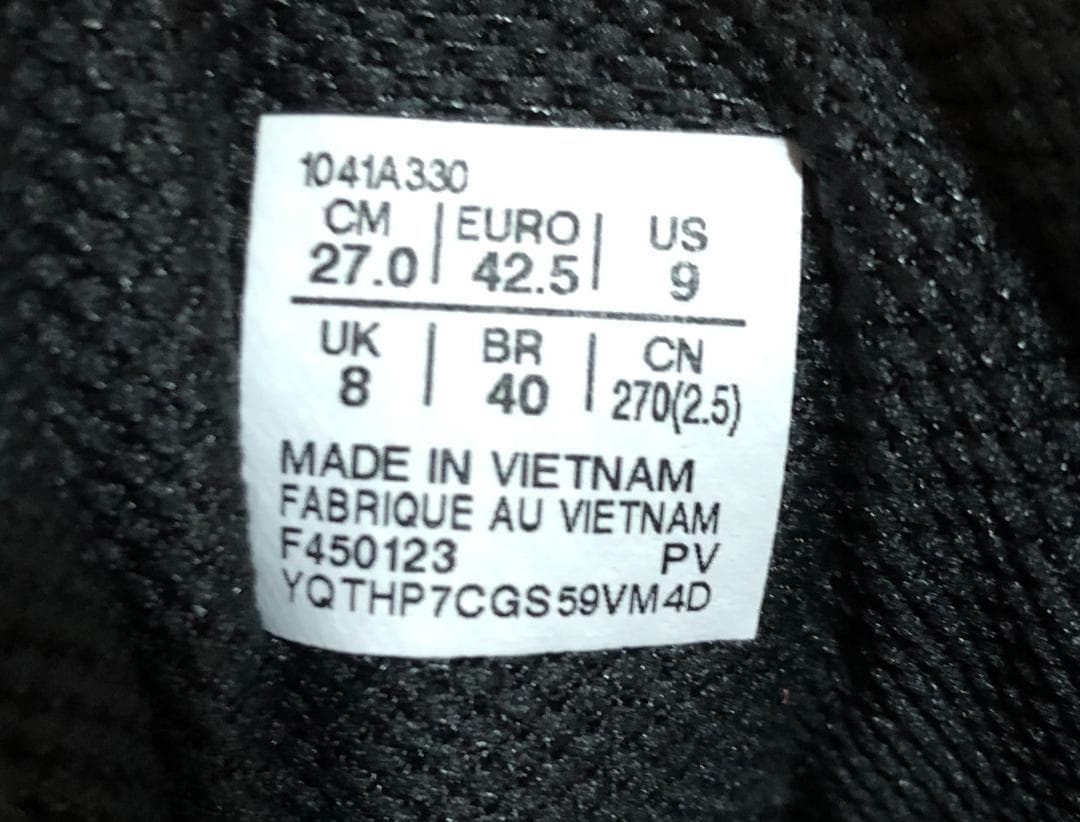 1041A330
CM | EURO | US
27.0 | 42.5 | 9
UK | BR | CN
8 | 40 | 270(2.5)
MADE IN VIETNAM
FABRIQUE AU VIETNAM
F450123 PV
YQTHP7CGS59VM4D